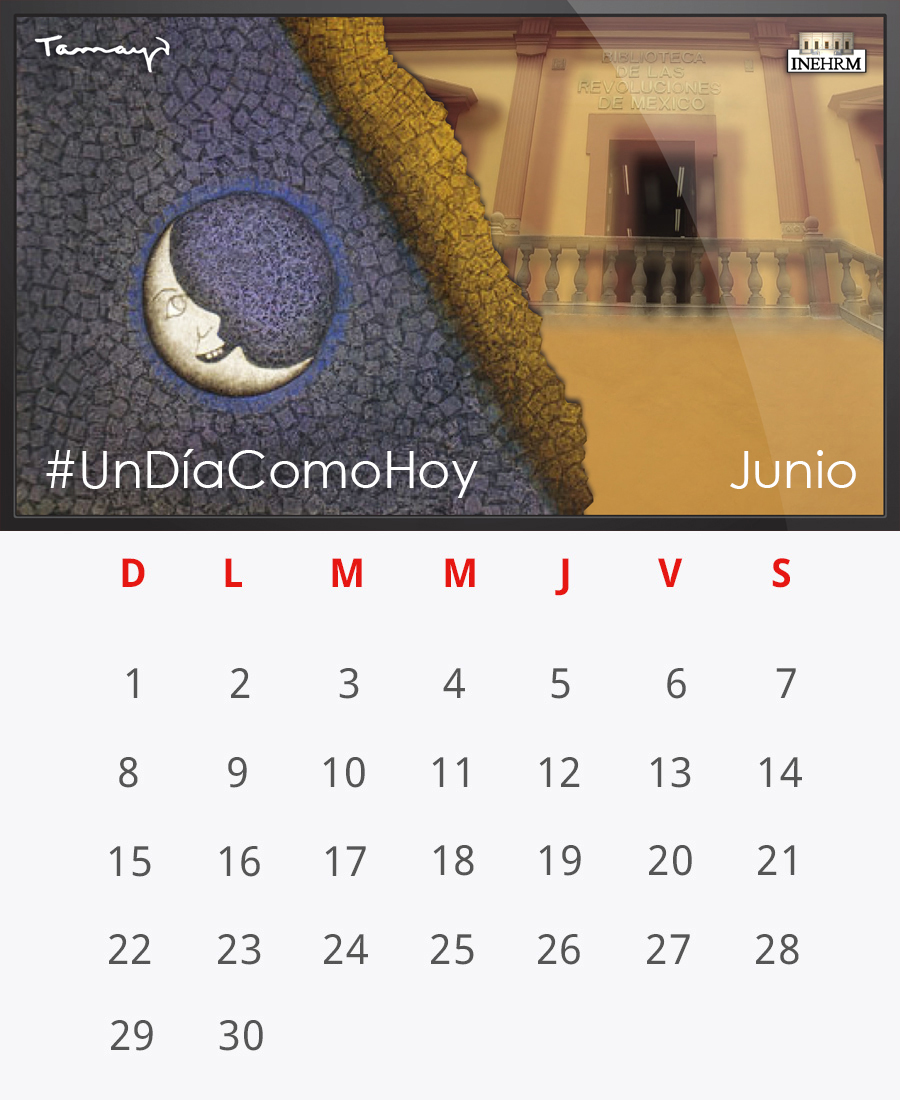 Tamayo
INEHRM
BIBLIOTECA
DE LAS
REVOLUCIONES
DE MEXICO
#UnDíaComoHoy
Junio
D L M M J V S
1 2 3 4 5 6 7
8 9 10 11 12 13 14
15 16 17 18 19 20 21
22 23 24 25 26 27 28
29 30